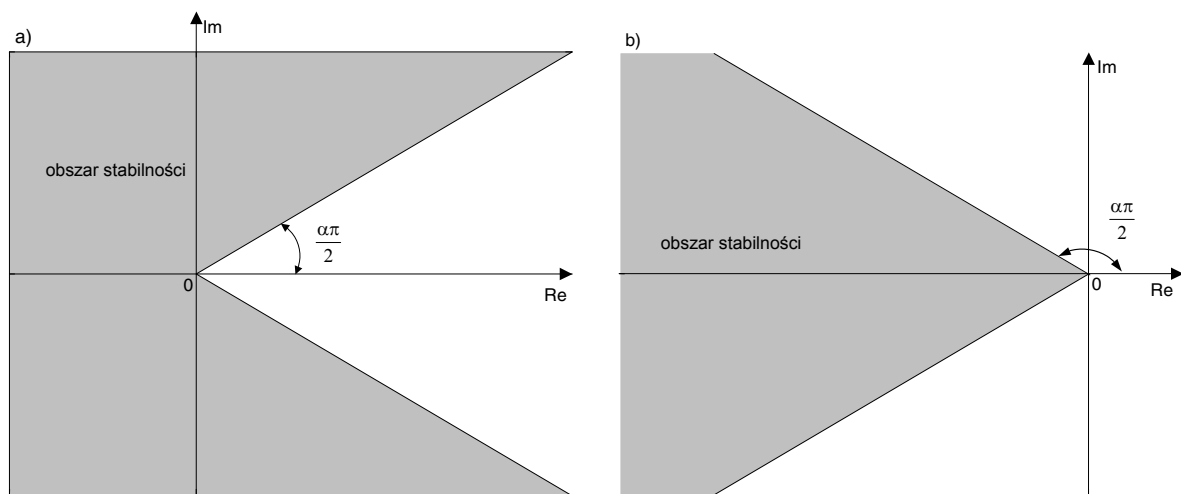 a)
Im
obszar stabilności
απ
2
0
Re
b)
Im
obszar stabilności
απ
2
0
Re